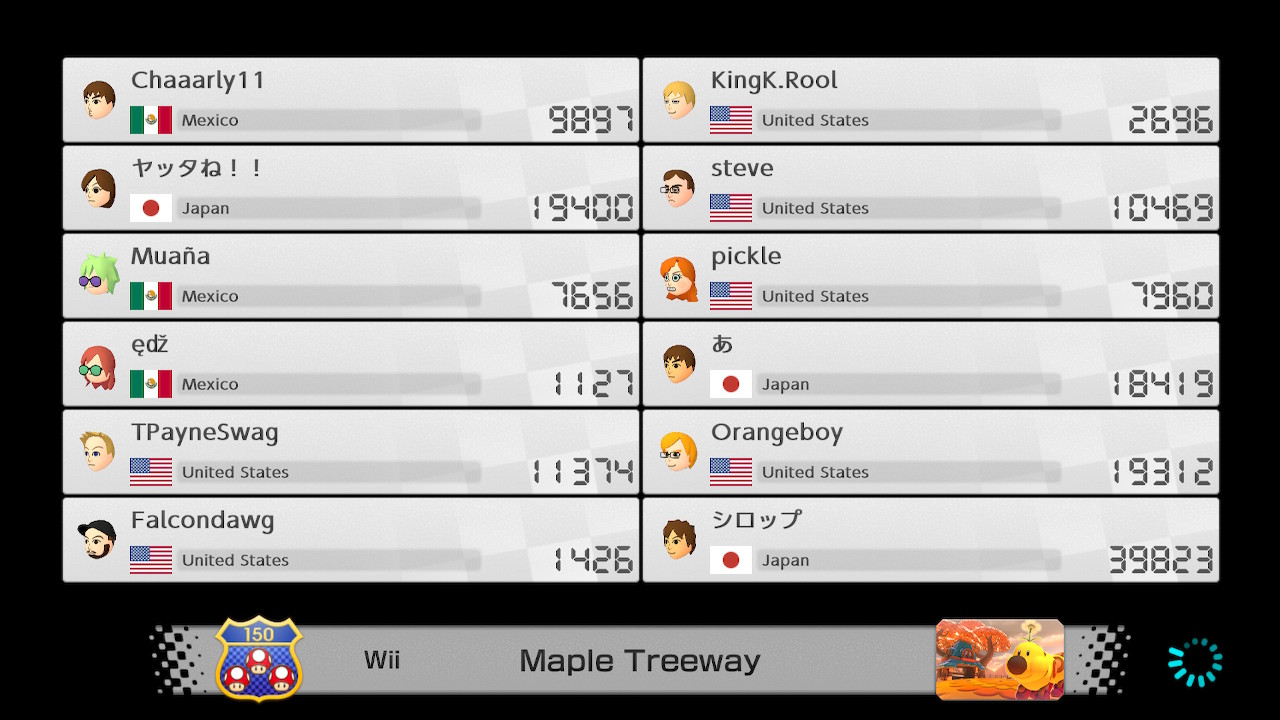 Chaaarly11
Mexico 9897
KingK.Rool
United States 2696
ヤッタね！！
Japan 19400
steve
United States 10469
Muaña
Mexico 7656
pickle
United States 7960
ęǆ
Mexico 1127
あ
Japan 18419
TPayneSwag
United States 11374
Orangeboy
United States 19312
Falcondawg
United States 1426
シロップ
Japan 39823
150 Wii Maple Treeway